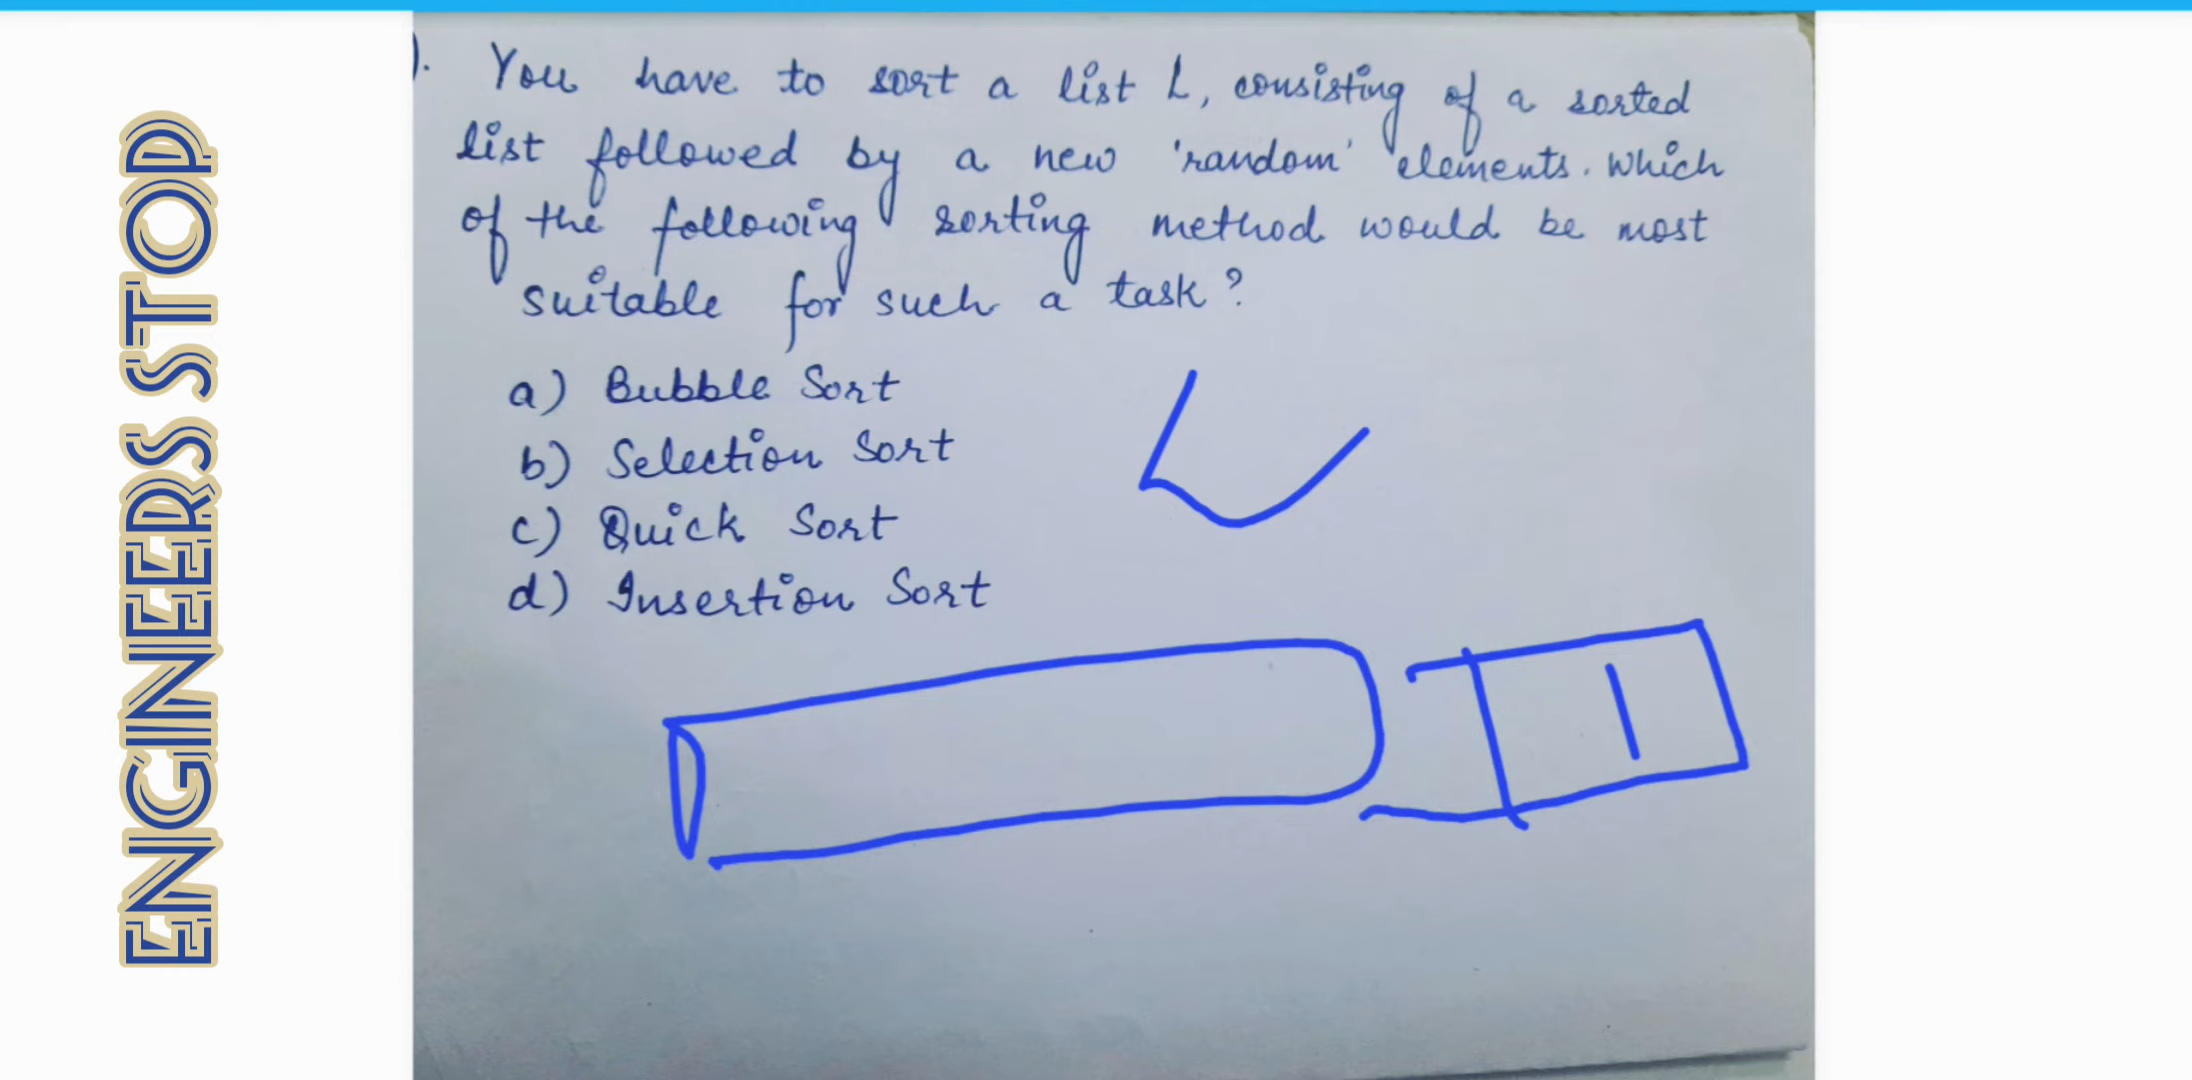 ENGINEERS STOD
). You have to sort a list L, consisting of a sorted
list followed by a new 'random' elements. Which
of the following sorting method would be most
suitable for such a task?
a) Bubble Sort
b) Selection Sort
c) Quick Sort
d) Insertion Sort